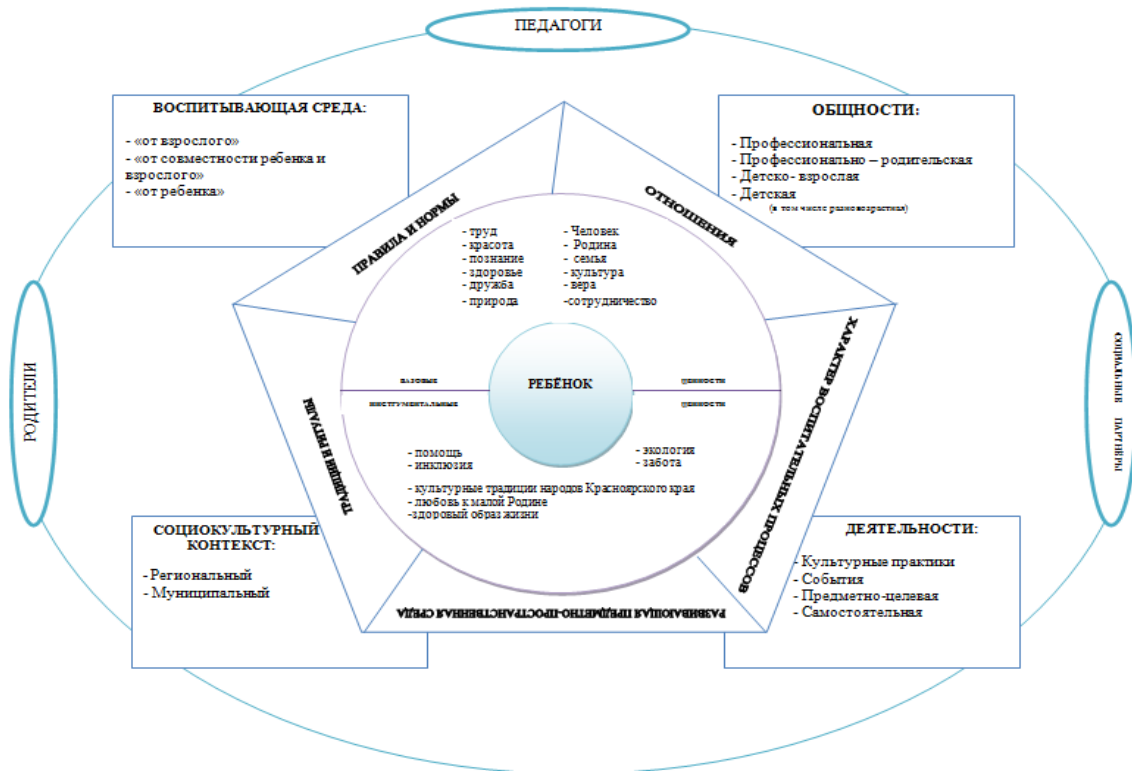 ПЕДАГОГИ
ВОСПИТЫВАЮЩАЯ СРЕДА:
- «от взрослого»
- «от совместности ребенка и
взрослого»
- «от ребенка»
ОБЩНОСТИ:
- Профессиональная
- Профессионально – родительская
- Детско- взрослая
- Детская
(в том числе разновозрастная)
ПРАВИЛА И НОРМЫ
ОТНОШЕНИЯ
- труд
- красота
- познание
- здоровье
- дружба
- природа
- Человек
- Родина
- семья
- культура
- вера
-сотрудничество
РОДИТЕЛИ
СОЦИАЛЬНЫЕ ПАРТНЕРЫ
БАЗОВЫЕ
ЦЕННОСТИ
РЕБЁНОК
ИНСТРУМЕНТАЛЬНЫЕ
ЦЕННОСТИ
ТРАДИЦИИ И РИТУАЛЫ
ХАРАКТЕР ВОСПИТАТЕЛЬНЫХ ПРОЦЕССОВ
- помощь
- инклюзия
- экология
- забота
- культурные традиции народов Красноярского края
- любовь к малой Родине
-здоровый образ жизни
СОЦИОКУЛЬТУРНЫЙ
КОНТЕКСТ:
- Региональный
- Муниципальный
ДЕЯТЕЛЬНОСТИ:
- Культурные практики
- События
- Предметно-целевая
- Самостоятельная
РАЗВИВАЮЩАЯ ПРЕДМЕТНО-ПРОСТРАНСТВЕННАЯ СРЕДА